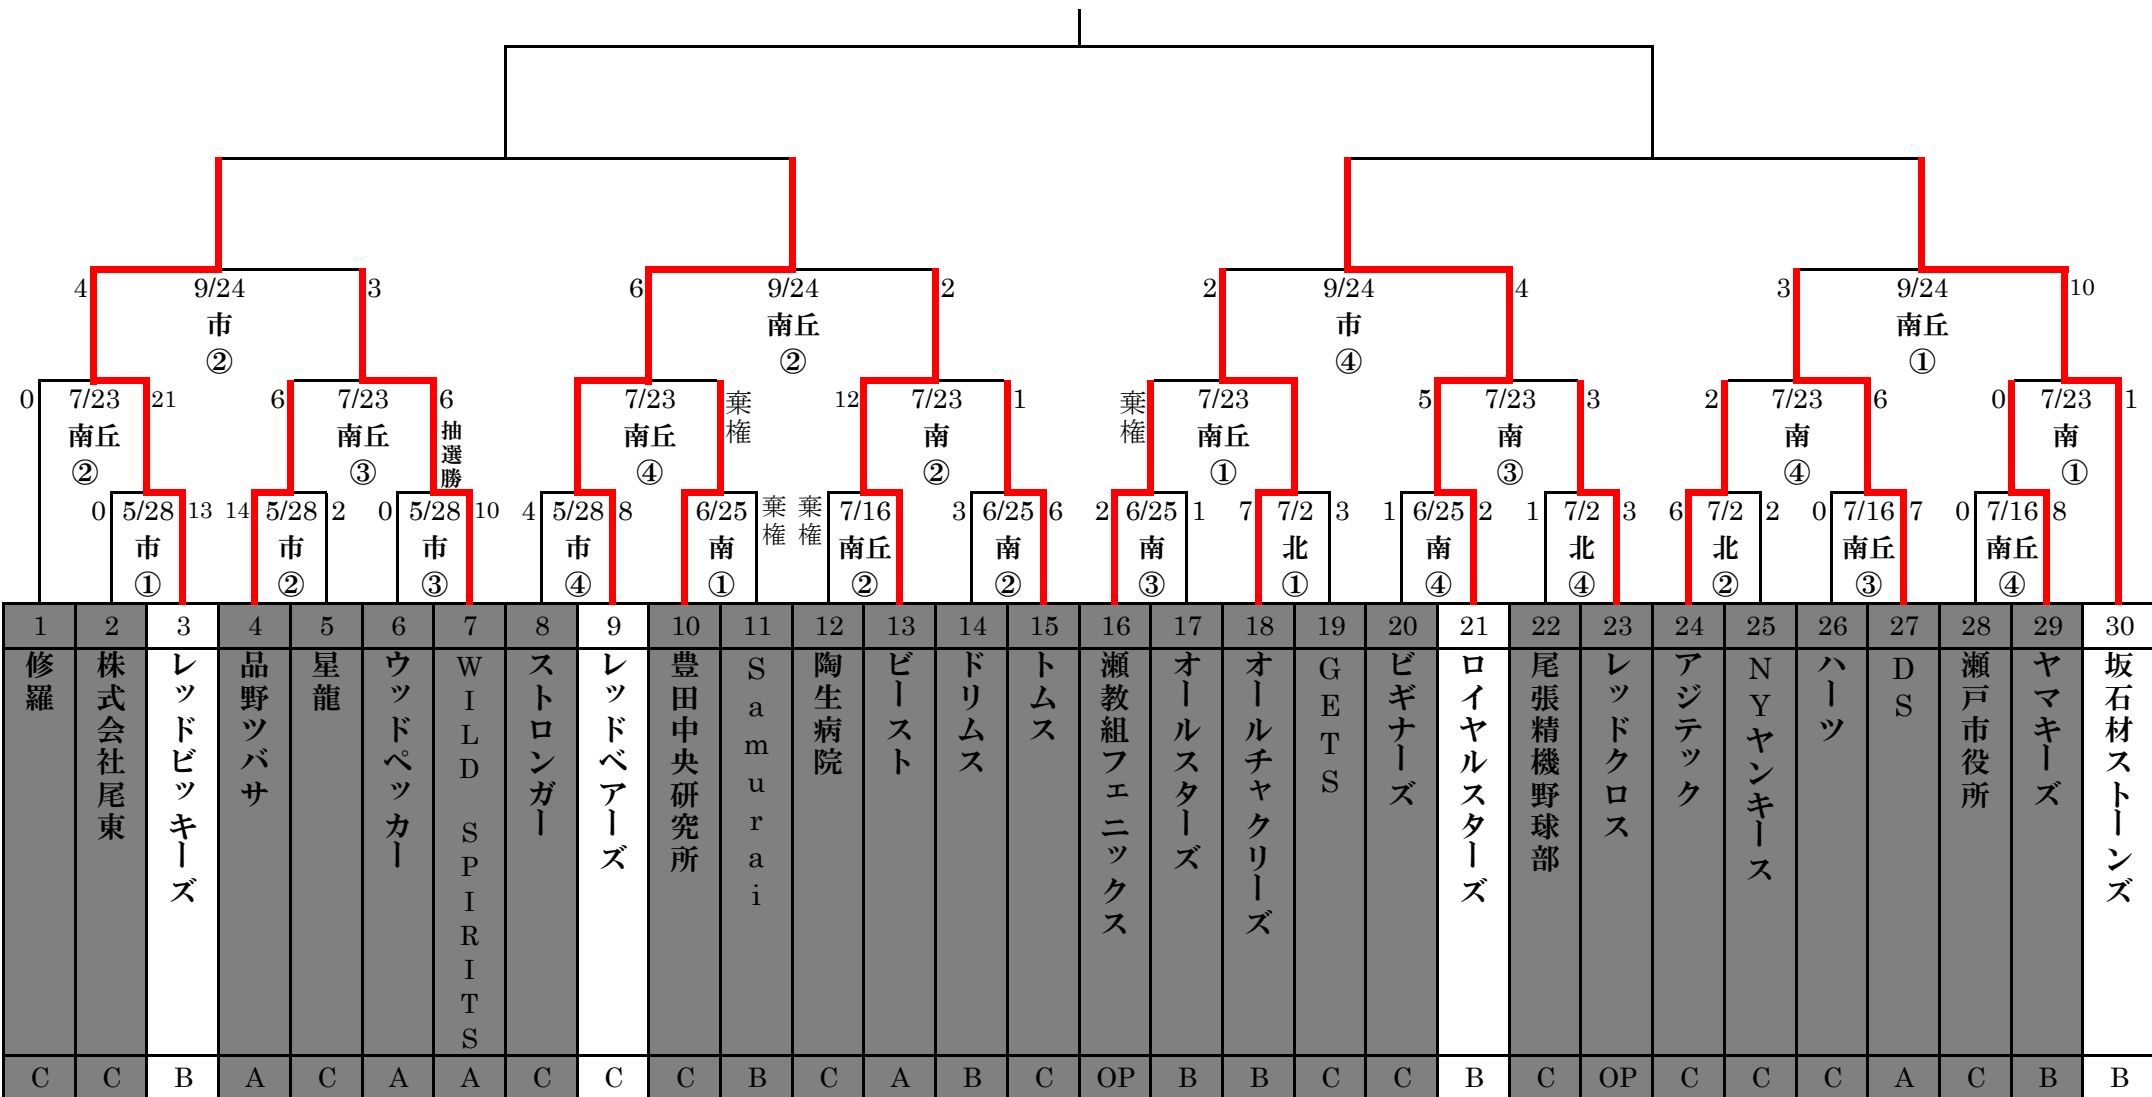 4 9/24 3 6 9/24 2 2 9/24 4 3 9/24 10
市 南丘 市 南丘
② ② ④ ①
0 7/23 21 6 7/23 6 7/23 棄権 12 7/23 1 棄権 7/23 5 7/23 3 2 7/23 6 0 7/23 1
南丘 南丘 抽選勝 南丘 南 南丘 南 南 南
② ③ ④ ② ① ③ ④ ①
0 5/28 13 14 5/28 2 0 5/28 10 4 5/28 8 6/25 棄権 棄権 7/16 3 6/25 6 2 6/25 1 7 7/2 3 1 6/25 2 1 7/2 3 6 7/2 2 0 7/16 7 0 7/16 8
市 市 市 市 南 南丘 南 南 北 南 北 北 南丘 南丘
① ② ③ ④ ① ② ② ③ ① ④ ④ ② ③ ④
1 2 3 4 5 6 7 8 9 10 11 12 13 14 15 16 17 18 19 20 21 22 23 24 25 26 27 28 29 30
修羅
株式会社尾東
レッドビッキーズ
品野ツバサ
星龍
ウッドペッカー
WILD SPIRITS
ストロンガー
レッドベアーズ
豊田中央研究所
Samurai
陶生病院
ビースト
ドリムス
トムス
瀬教組フェニックス
オールスターズ
オールチャクリーズ
GETS
ビギナーズ
ロイヤルスターズ
尾張精機野球部
レッドクロス
アジテック
NYヤンキース
ハーツ
DS
瀬戸市役所
ヤマキーズ
坂石材ストーンズ
C C B A C A A C C C B C A B C OP B B C C B C OP C C C A C B B